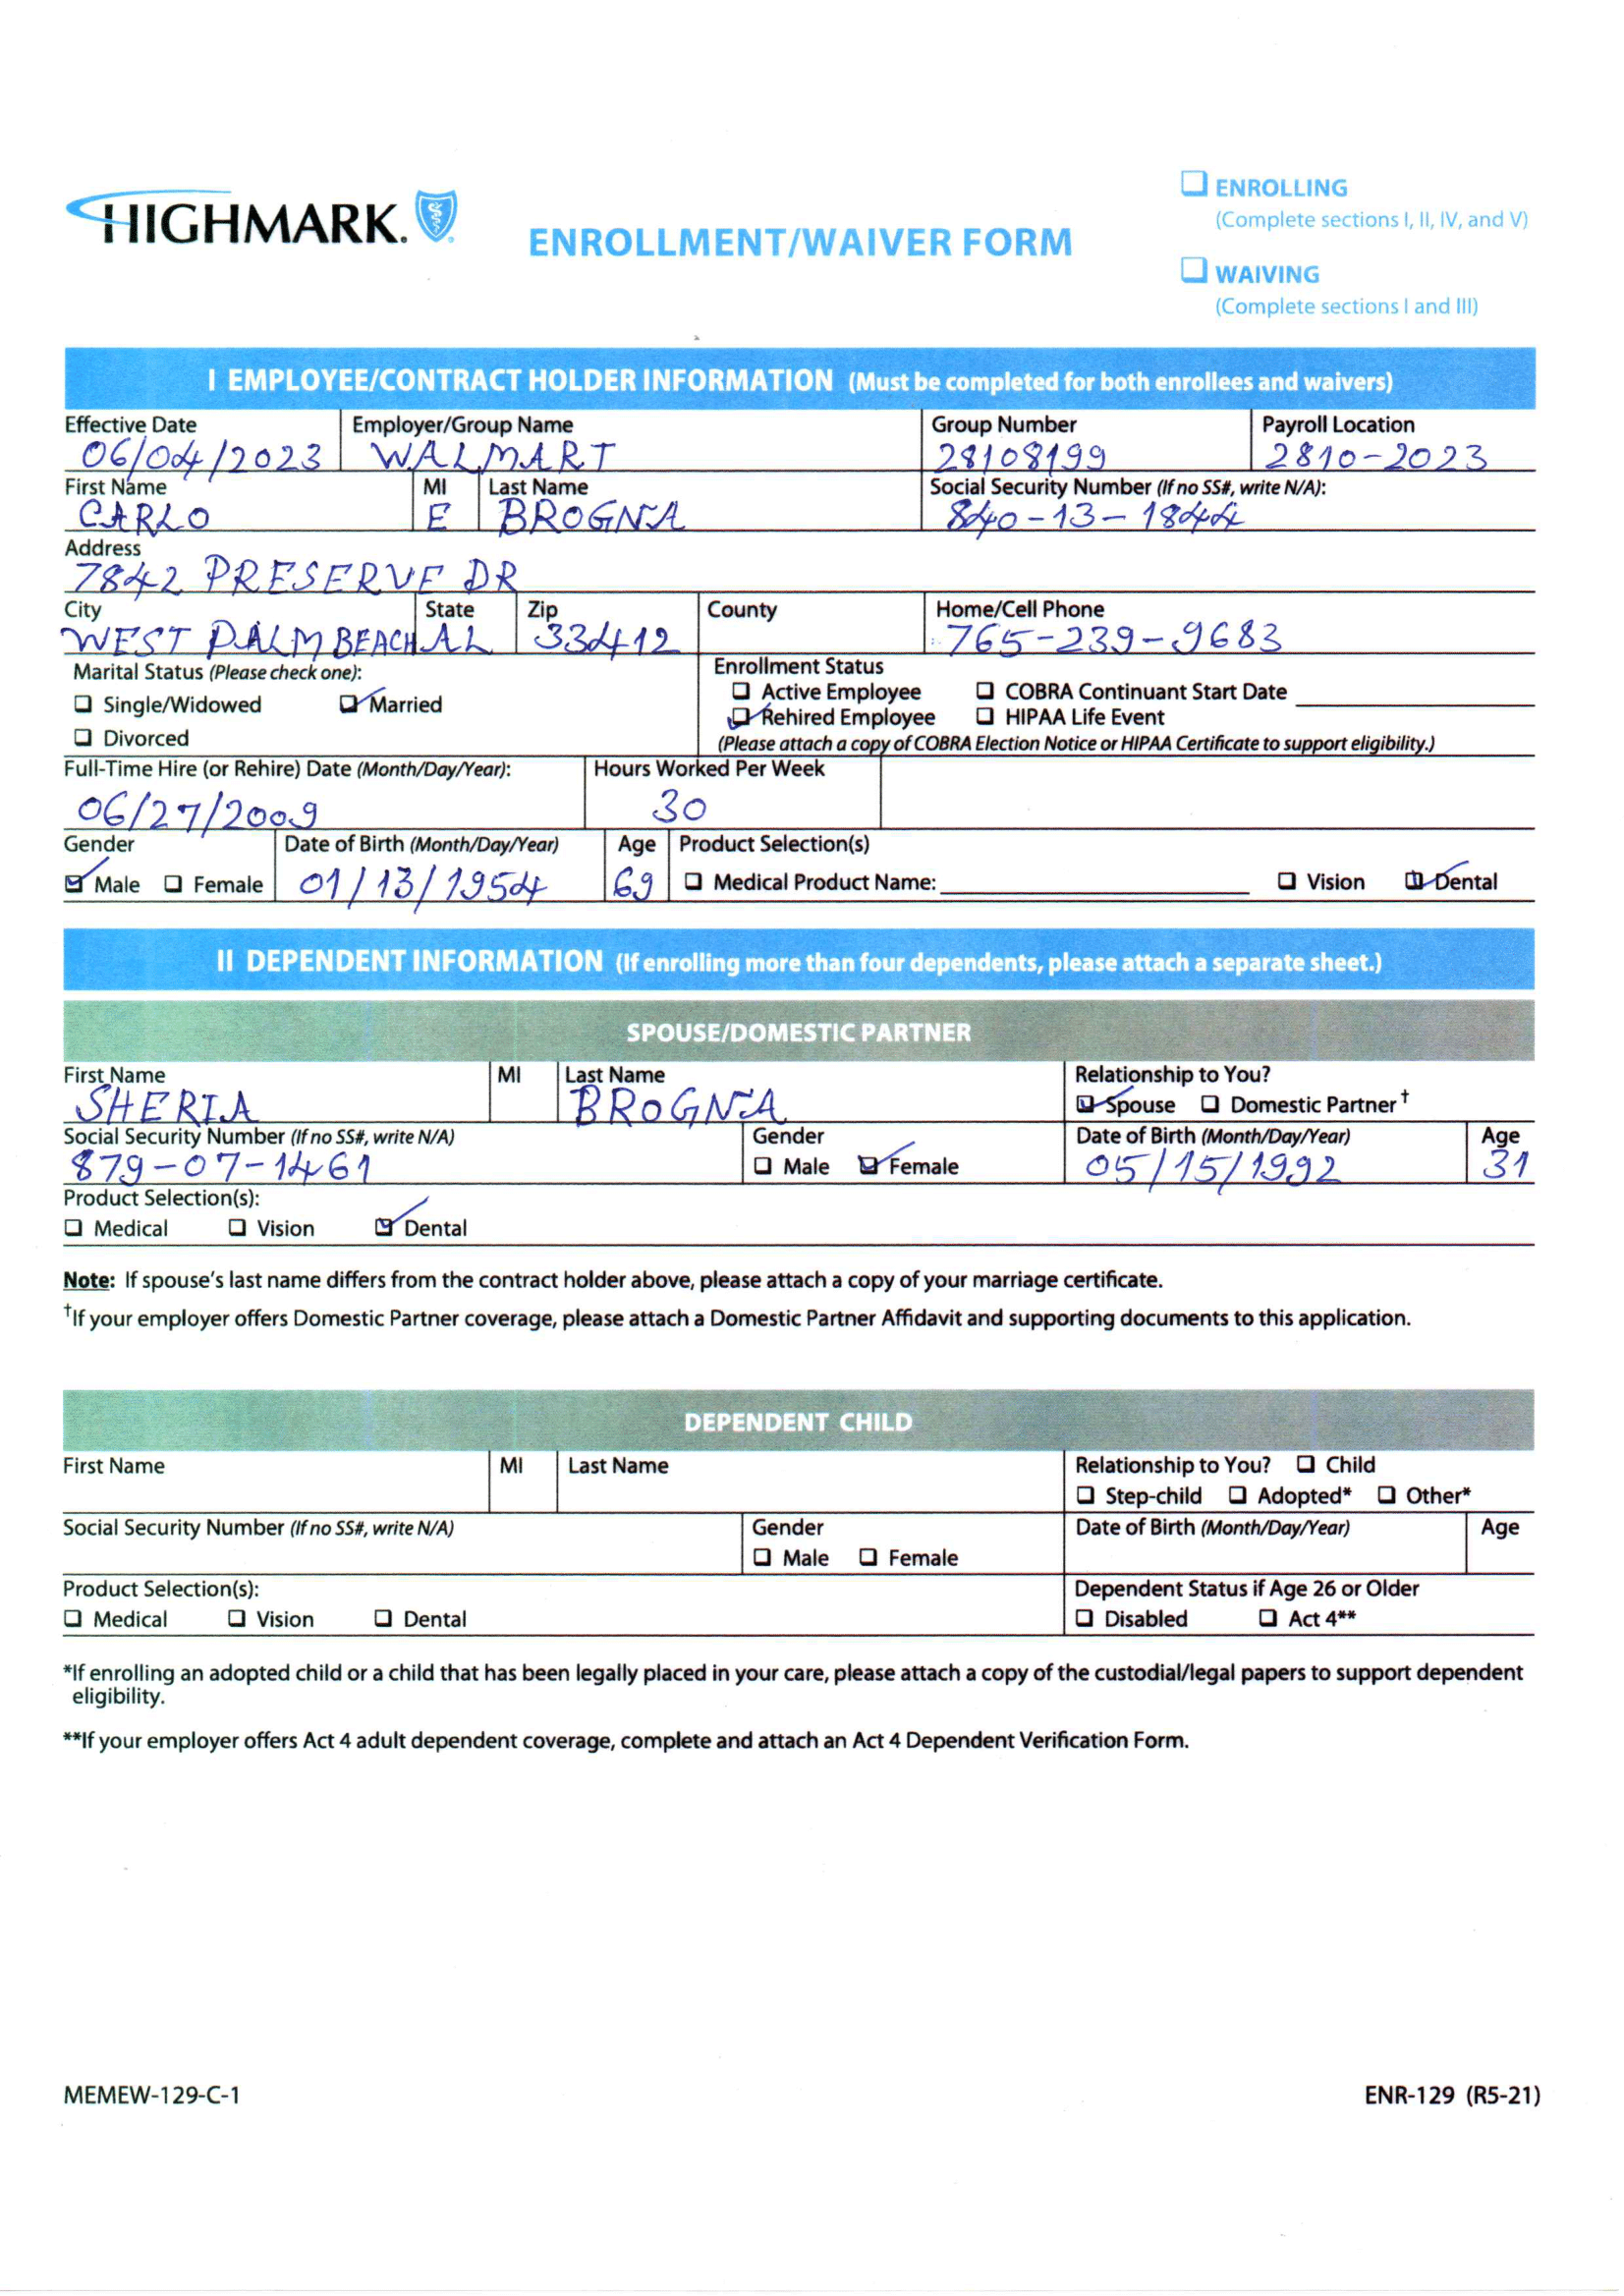 HIGHMARK.
ENROLLMENT/WAIVER FORM
❑ ENROLLING
(Complete sections I, II, IV, and V)
❑ WAIVING
(Complete sections I and III)
I EMPLOYEE/CONTRACT HOLDER INFORMATION (Must be completed for both enrollees and waivers)
Effective Date Employer/Group Name Group Number Payroll Location
06/04/2023 WALMART 28108199 2810-2023
First Name MI Last Name Social Security Number (If no SS#, write N/A):
CARLO E BROGNA 840-13-1844
Address
7842 PRESERVE DR
City State Zip County Home/Cell Phone
WEST PALM BEACH AL 33412 765-239-9683
Marital Status (Please check one): Enrollment Status
❑ Single/Widowed ☑ Married ❑ Active Employee ❑ COBRA Continuant Start Date
☑ Rehired Employee ❑ HIPAA Life Event
❑ Divorced (Please attach a copy of COBRA Election Notice or HIPAA Certificate to support eligibility.)
Full-Time Hire (or Rehire) Date (Month/Day/Year): Hours Worked Per Week
06/27/2009 30
Gender Date of Birth (Month/Day/Year) Age Product Selection(s)
☑ Male ❑ Female 01/13/1954 69 ❑ Medical Product Name: ❑ Vision ☑ Dental
II DEPENDENT INFORMATION (If enrolling more than four dependents, please attach a separate sheet.)
SPOUSE/DOMESTIC PARTNER
First Name MI Last Name Relationship to You?
SHERIA BROGNA ☑ Spouse ❑ Domestic Partner†
Social Security Number (If no SS#, write N/A) Gender Date of Birth (Month/Day/Year) Age
879-07-1461 ❑ Male ☑ Female 05/15/1992 31
Product Selection(s):
❑ Medical ❑ Vision ☑ Dental
Note: If spouse's last name differs from the contract holder above, please attach a copy of your marriage certificate.
†If your employer offers Domestic Partner coverage, please attach a Domestic Partner Affidavit and supporting documents to this application.
DEPENDENT CHILD
First Name MI Last Name Relationship to You? ❑ Child
❑ Step-child ❑ Adopted* ❑ Other*
Social Security Number (If no SS#, write N/A) Gender Date of Birth (Month/Day/Year) Age
❑ Male ❑ Female
Product Selection(s): Dependent Status if Age 26 or Older
❑ Medical ❑ Vision ❑ Dental ❑ Disabled ❑ Act 4**
*If enrolling an adopted child or a child that has been legally placed in your care, please attach a copy of the custodial/legal papers to support dependent
eligibility.
**If your employer offers Act 4 adult dependent coverage, complete and attach an Act 4 Dependent Verification Form.
MEMEW-129-C-1 ENR-129 (R5-21)